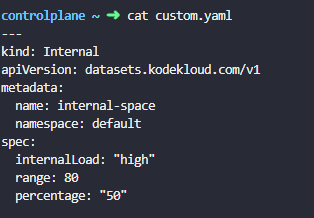 controlplane ~ ➜ cat custom.yaml
---
kind: Internal
apiVersion: datasets.kodekloud.com/v1
metadata:
  name: internal-space
  namespace: default
spec:
  internalLoad: "high"
  range: 80
  percentage: "50"